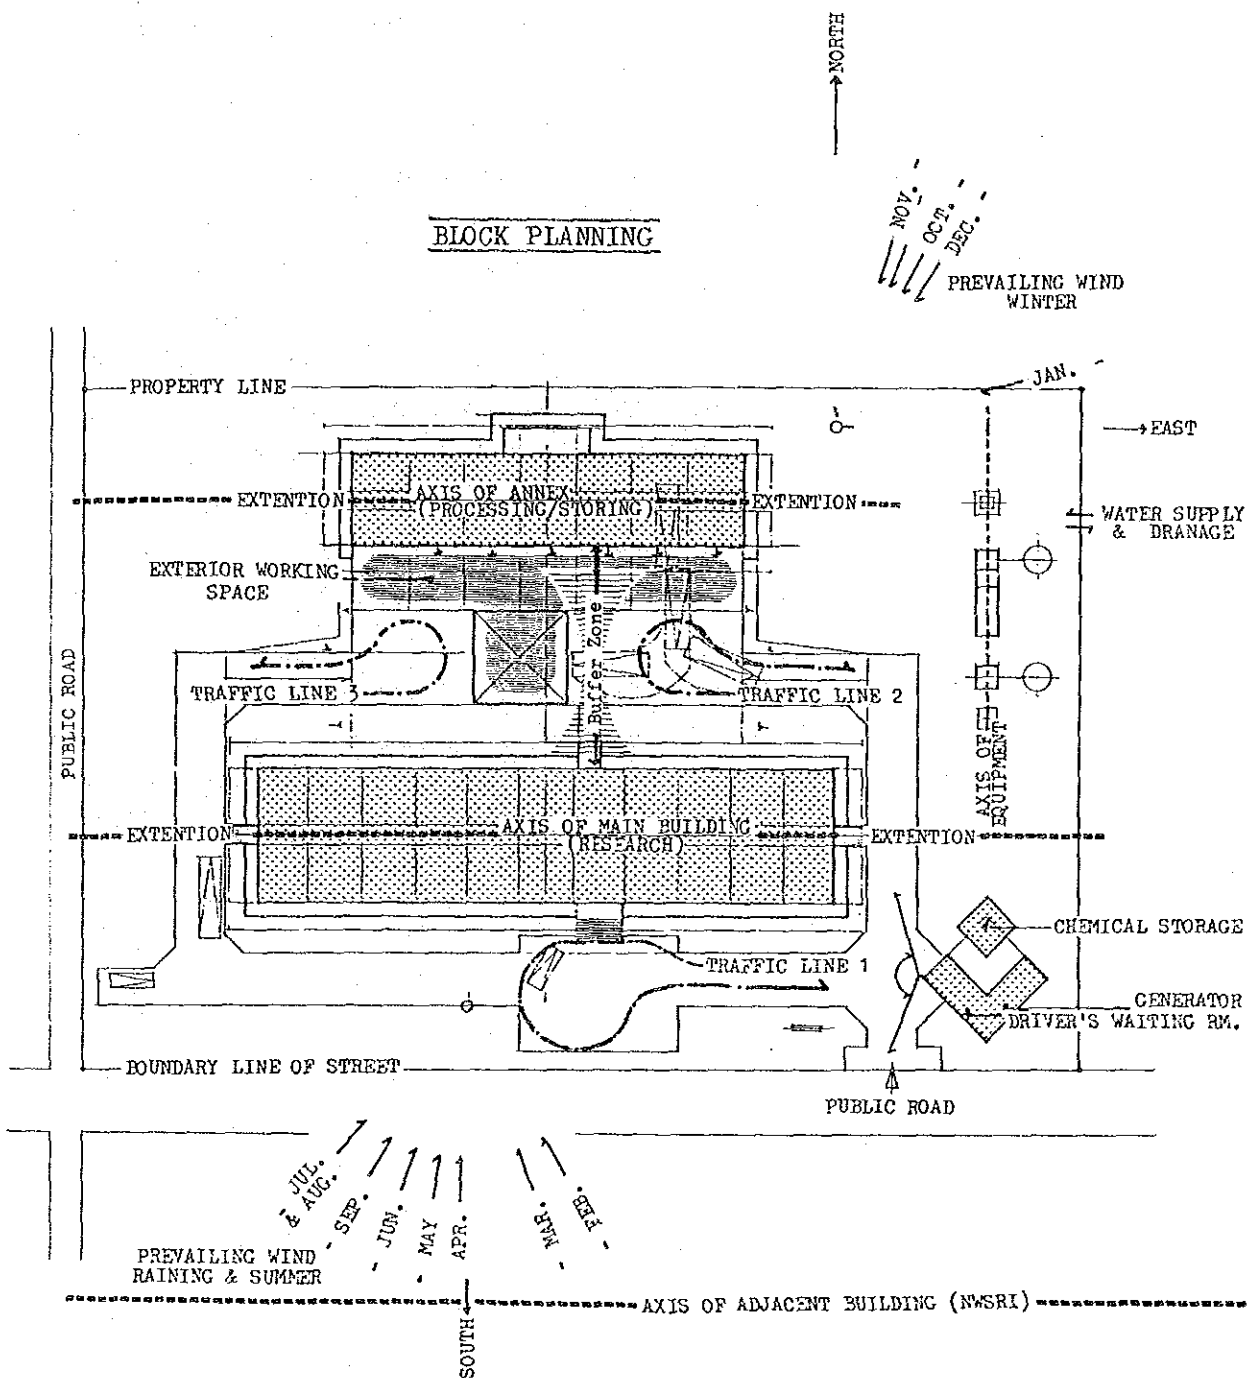 NORTH
NOV.
OCT.
DEC.
BLOCK PLANNING
PREVAILING WIND
WINTER
JAN.
PROPERTY LINE
EAST
EXTENTION
AXIS OF ANNEX
(PROCESSING/STORING)
EXTENTION
WATER SUPPLY
& DRANAGE
EXTERIOR WORKING
SPACE
Buffer Zone
TRAFFIC LINE 3
TRAFFIC LINE 2
PUBLIC ROAD
AXIS OF
EQUIPMENT
EXTENTION
AXIS OF MAIN BUILDING
(RESEARCH)
EXTENTION
CHEMICAL STORAGE
TRAFFIC LINE 1
GENERATOR
DRIVER'S WAITING RM.
BOUNDARY LINE OF STREET
PUBLIC ROAD
JUL.
& AUG.
SEP.
JUN.
MAY
APR.
MAR.
FEB.
PREVAILING WIND
RAINING & SUMMER
AXIS OF ADJACENT BUILDING (NWSRI)
SOUTH